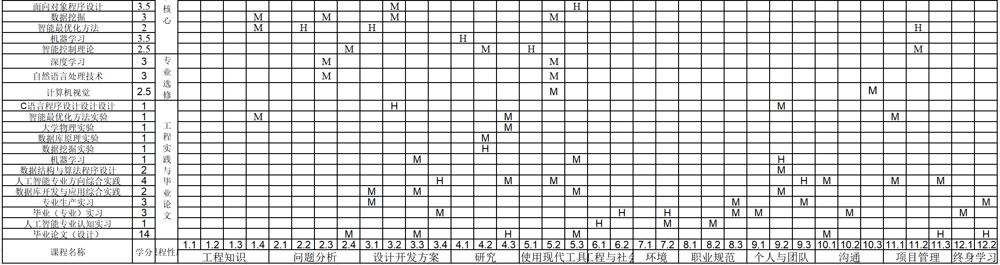 面向对象程序设计 3.5 M H
数据挖掘 3 M M M M
智能最优化方法 2 M H H H
机器学习 3.5 H
智能控制理论 2.5 M M H M
核心
深度学习 3 M M
自然语言处理技术 3 M M
计算机视觉 2.5 M M
专业选修
C语言程序设计设计设计 1 H M
智能最优化方法实验 1 M M M
大学物理实验 1 M
数据库原理实验 1 M
数据挖掘实验 1 H
机器学习 1 M M H
数据结构与算法程序设计 2 M
人工智能专业方向综合实践 4 H M M H M M M
数据库开发与应用综合实践 2 M M M M
专业生产实习 3 M M M M
毕业（专业）实习 3 M H H M M M M
人工智能专业认知实习 1 H M M
毕业论文（设计） 14 M M H M M H H
工程实践与毕业论文
1.1 1.2 1.3 1.4 2.1 2.2 2.3 2.4 3.1 3.2 3.3 3.4 4.1 4.2 4.3 5.1 5.2 5.3 6.1 6.2 7.1 7.2 8.1 8.2 8.3 9.1 9.2 9.3 10.1 10.2 10.3 11.1 11.2 11.3 12.1 12.2
课程名称 学分 课程性 工程知识 问题分析 设计开发方案 研究 使用现代工具 工程与社会 环境 职业规范 个人与团队 沟通 项目管理 终身学习